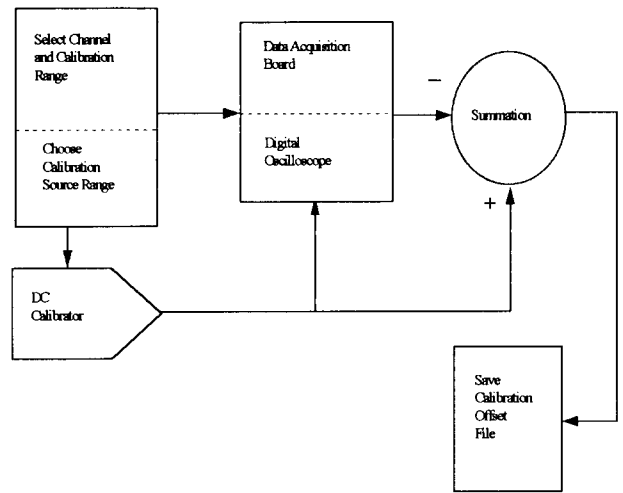 Select Channel
and Calibration
Range
Choose
Calibration
Source Range
Data Acquisition
Board
Digital
Oscilloscope
−
Summation
+
DC
Calibrator
Save
Calibration
Offset
File